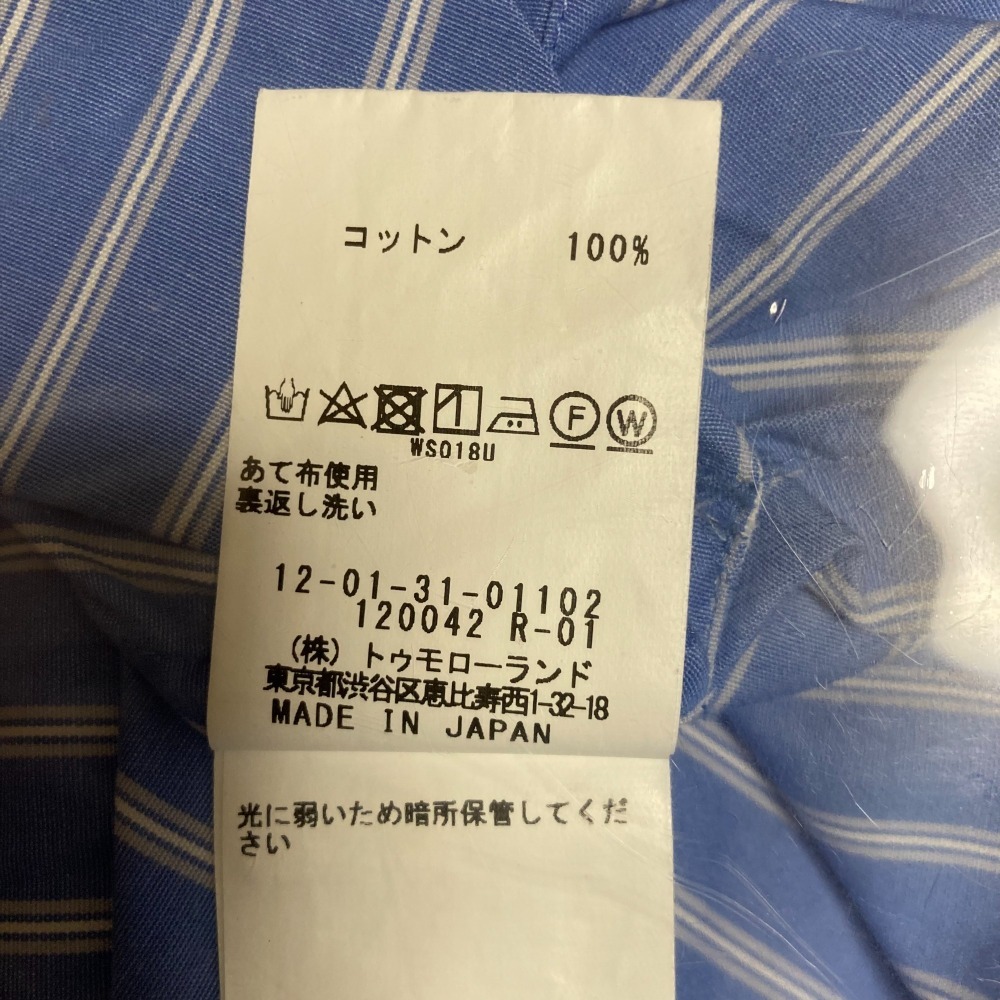 コットン 100%
F W
WS018U
あて布使用
裏返し洗い
12-01-31-01102
120042 R-01
(株) トゥモローランド
東京都渋谷区恵比寿西1-32-18
MADE IN JAPAN
光に弱いため暗所保管してくだ
さい